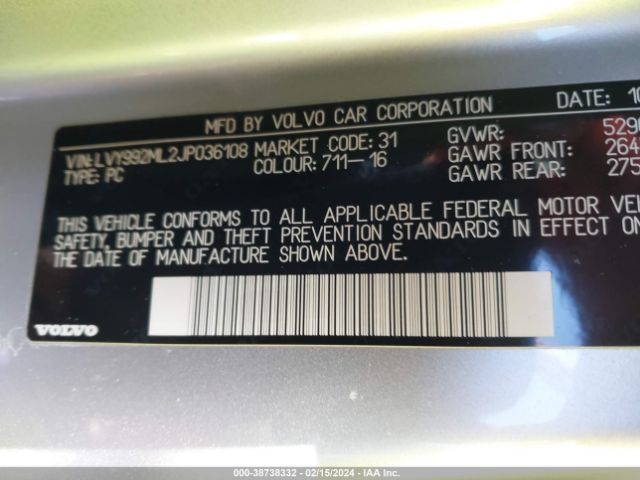 MFD BY VOLVO CAR CORPORATION DATE: 10
VIN:LVY992ML2JP036108 MARKET CODE: 31 GVWR: 529
TYPE: PC COLOUR: 711-16 GAWR FRONT: 264
GAWR REAR: 275
THIS VEHICLE CONFORMS TO ALL APPLICABLE FEDERAL MOTOR VEH
SAFETY, BUMPER AND THEFT PREVENTION STANDARDS IN EFFECT ON
THE DATE OF MANUFACTURE SHOWN ABOVE.
VOLVO
000-38738332 - 02/15/2024 - IAA Inc.